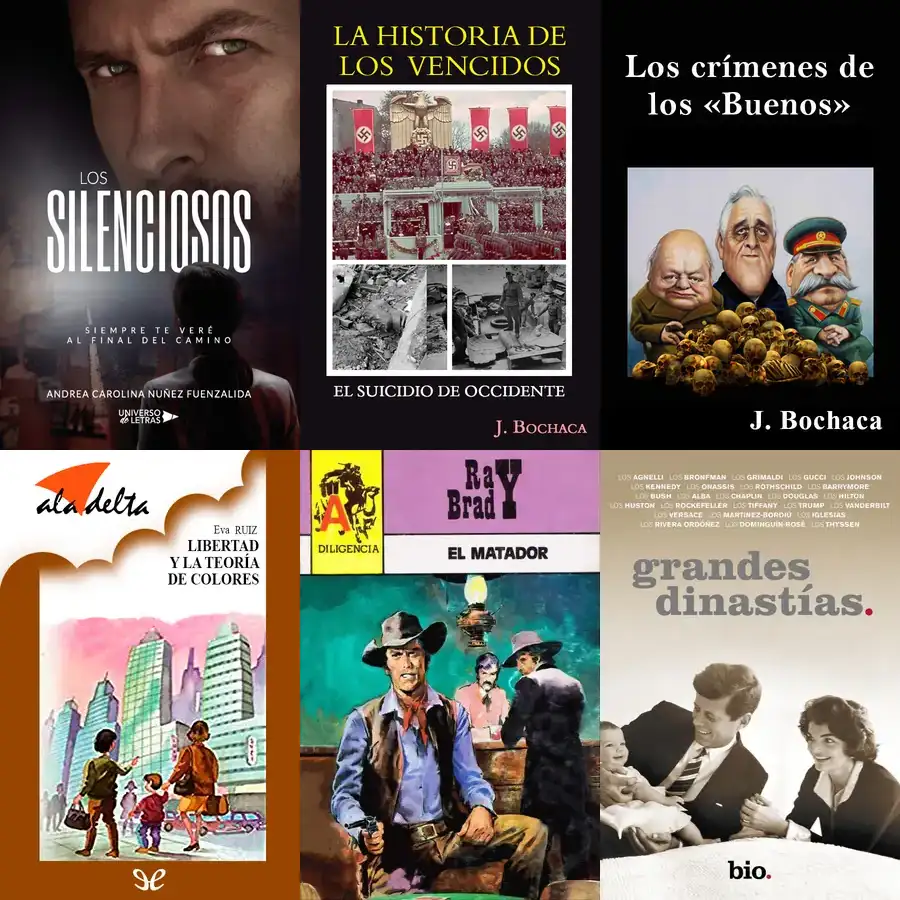 LOS
SILENCIOSOS
SIEMPRE TE VERÉ
AL FINAL DEL CAMINO
ANDREA CAROLINA NUÑEZ FUENZALIDA
UNIVERSO
de LETRAS
LA HISTORIA DE
LOS VENCIDOS
EL SUICIDIO DE OCCIDENTE
J. BOCHACA
Los crímenes de
los «Buenos»
J. Bochaca
ala delta
Eva RUIZ
LIBERTAD
Y LA TEORÍA
DE COLORES
DILIGENCIA
Ray
Brady
EL MATADOR
LOS AGNELLI LOS BRONFMAN LOS GRIMALDI LOS GUCCI LOS JOHNSON
LOS KENNEDY LOS ONASSIS LOS ROTHSCHILD LOS BARRYMORE
LOS BUSH LOS ALBA LOS CHAPLIN LOS DOUGLAS LOS HILTON
LOS HUSTON LOS ROCKEFELLER LOS TIFFANY LOS TRUMP LOS VANDERBILT
LOS VERSACE LOS MARTÍNEZ-BORDIÚ LOS IGLESIAS
LOS RIVERA ORDÓÑEZ LOS DOMINGUÍN-BOSÉ LOS THYSSEN
grandes
dinastías.
bio.